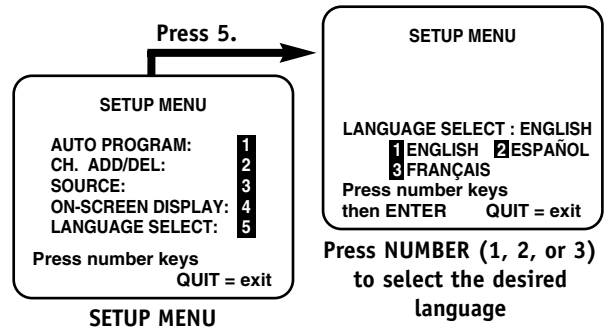 Press 5.
SETUP MENU
AUTO PROGRAM: 1
CH. ADD/DEL: 2
SOURCE: 3
ON-SCREEN DISPLAY: 4
LANGUAGE SELECT: 5
Press number keys
QUIT = exit
SETUP MENU
SETUP MENU
LANGUAGE SELECT : ENGLISH
1 ENGLISH 2 ESPAÑOL
3 FRANÇAIS
Press number keys
then ENTER QUIT = exit
Press NUMBER (1, 2, or 3)
to select the desired
language